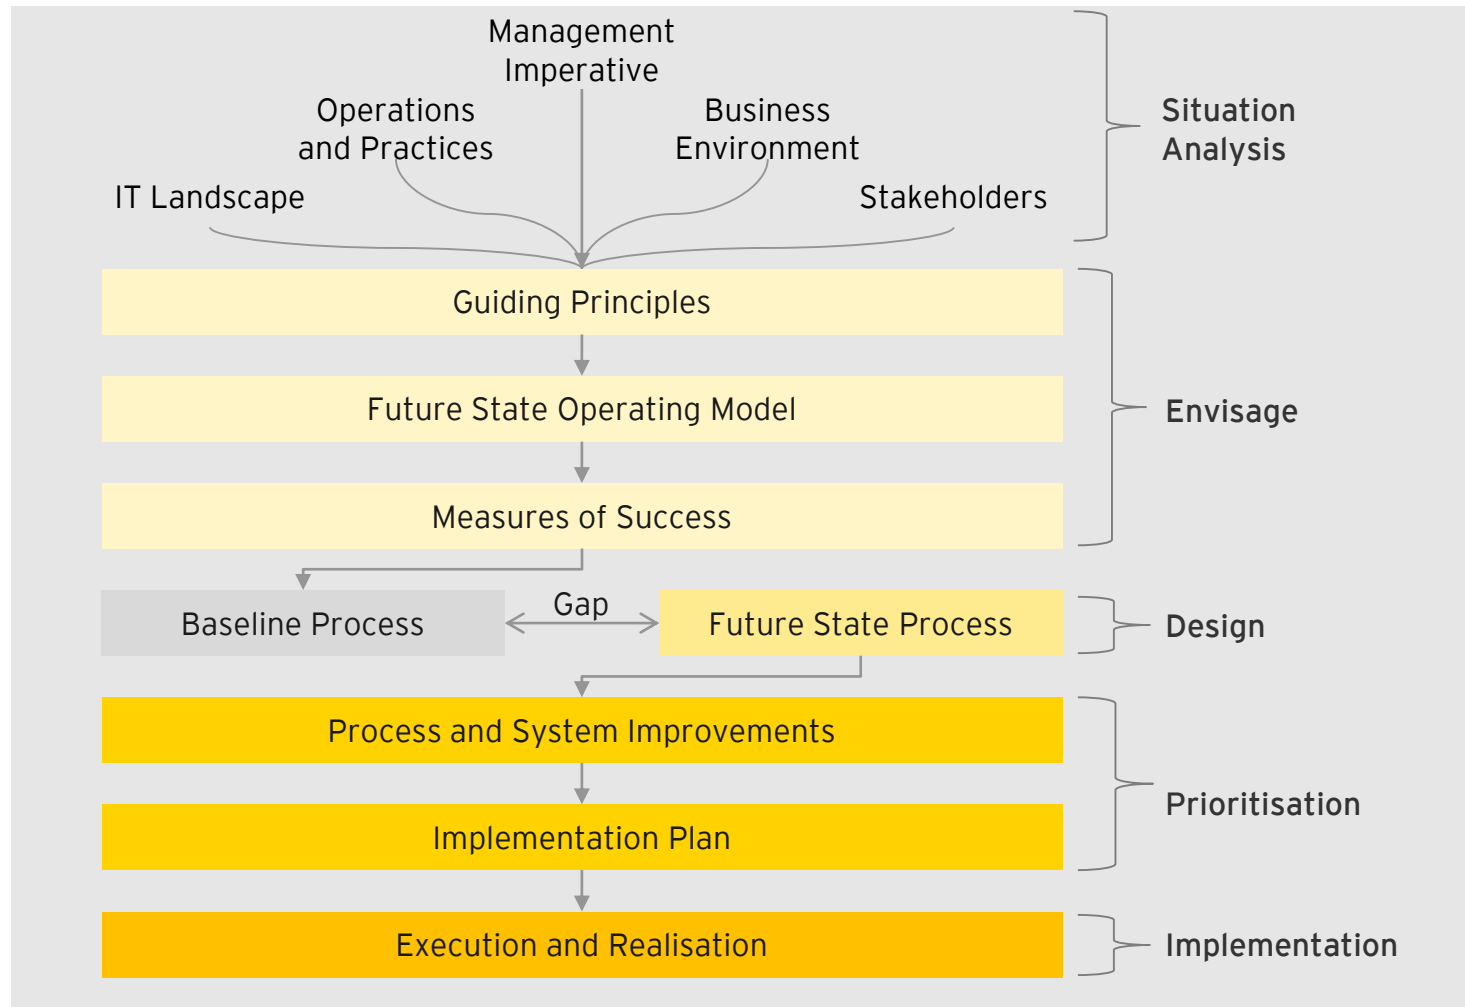 Management
Imperative
Operations
and Practices
Business
Environment
IT Landscape
Stakeholders
Situation
Analysis
Guiding Principles
Future State Operating Model
Envisage
Measures of Success
Baseline Process
Gap
Future State Process
Design
Process and System Improvements
Prioritisation
Implementation Plan
Execution and Realisation
Implementation